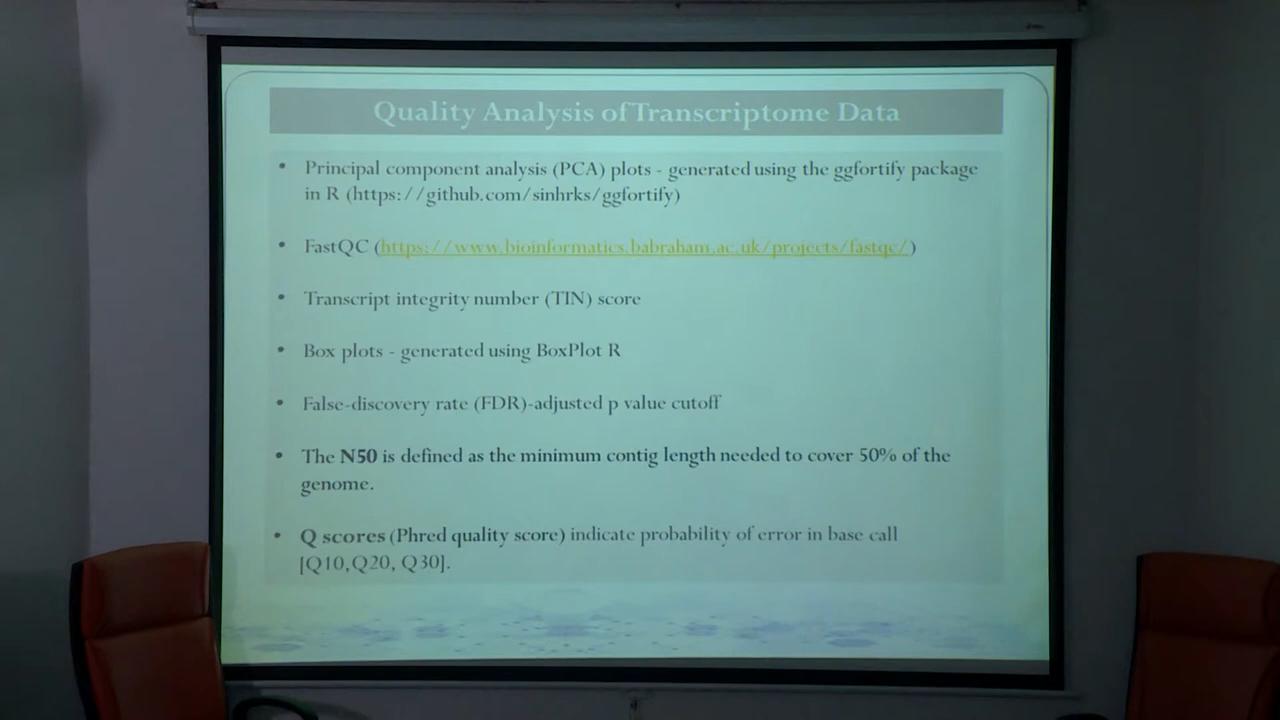 Quality Analysis of Transcriptome Data
• Principal component analysis (PCA) plots - generated using the ggfortify package
in R (https://github.com/sinhrks/ggfortify)
• FastQC (https://www.bioinformatics.babraham.ac.uk/projects/fastqc/)
• Transcript integrity number (TIN) score
• Box plots - generated using BoxPlot R
• False-discovery rate (FDR)-adjusted p value cutoff
• The N50 is defined as the minimum contig length needed to cover 50% of the
genome.
• Q scores (Phred quality score) indicate probability of error in base call
[Q10,Q20, Q30].